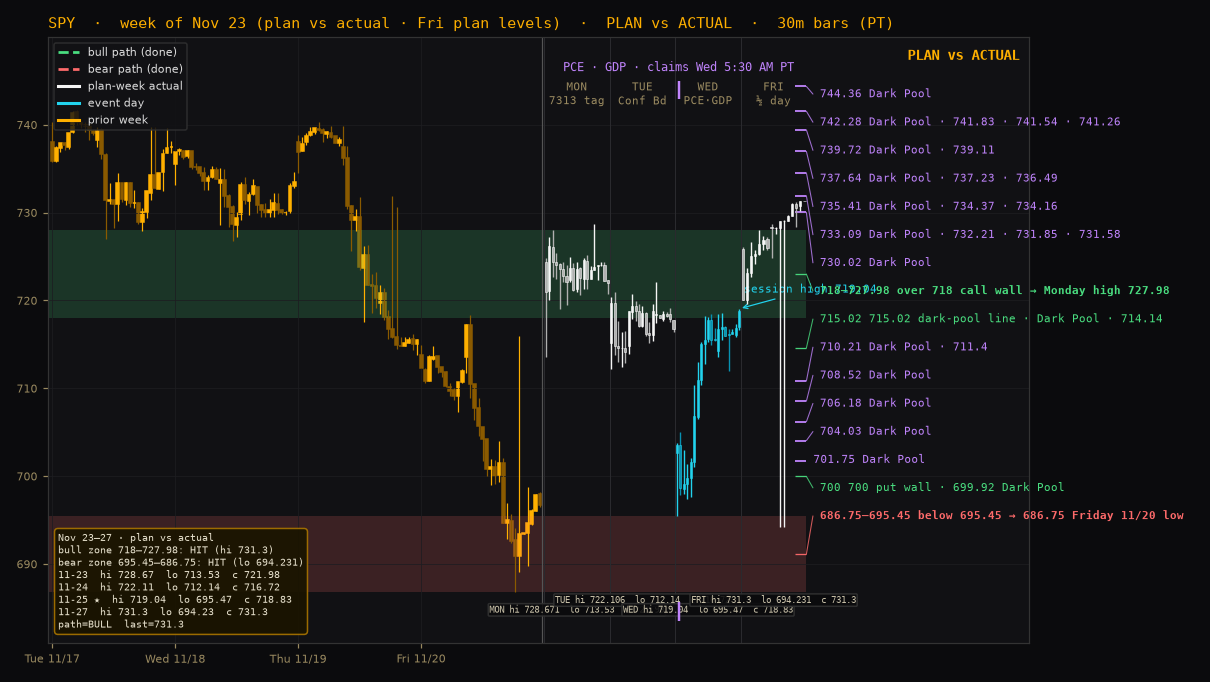 SPY · week of Nov 23 (plan vs actual · Fri plan levels) · PLAN vs ACTUAL · 30m bars (PT)
bull path (done)
bear path (done)
plan-week actual
event day
prior week
PLAN vs ACTUAL
PCE · GDP · claims Wed 5:30 AM PT
MON TUE WED FRI
7313 tag Conf Bd PCE·GDP ½ day
740
730
720
710
700
690
744.36 Dark Pool
742.28 Dark Pool · 741.83 · 741.54 · 741.26
739.72 Dark Pool · 739.11
737.64 Dark Pool · 737.23 · 736.49
735.41 Dark Pool · 734.37 · 734.16
733.09 Dark Pool · 732.21 · 731.85 · 731.58
730.02 Dark Pool
session high 719.04
718–727.98 over 718 call wall → Monday high 727.98
715.02 715.02 dark-pool line · Dark Pool · 714.14
710.21 Dark Pool · 711.4
708.52 Dark Pool
706.18 Dark Pool
704.03 Dark Pool
701.75 Dark Pool
700 700 put wall · 699.92 Dark Pool
686.75–695.45 below 695.45 → 686.75 Friday 11/20 low
Nov 23–27 · plan vs actual
bull zone 718–727.98: HIT (hi 731.3)
bear zone 695.45–686.75: HIT (lo 694.231)
11-23 hi 728.67 lo 713.53 c 721.98
11-24 hi 722.11 lo 712.14 c 716.72
11-25 ★ hi 719.04 lo 695.47 c 718.83
11-27 hi 731.3 lo 694.23 c 731.3
path=BULL last=731.3
TUE hi 722.106 lo 712.14
FRI hi 731.3 lo 694.231 c 731.3
MON hi 728.671 lo 713.53
WED hi 719.04 lo 695.47 c 718.83
Tue 11/17
Wed 11/18
Thu 11/19
Fri 11/20